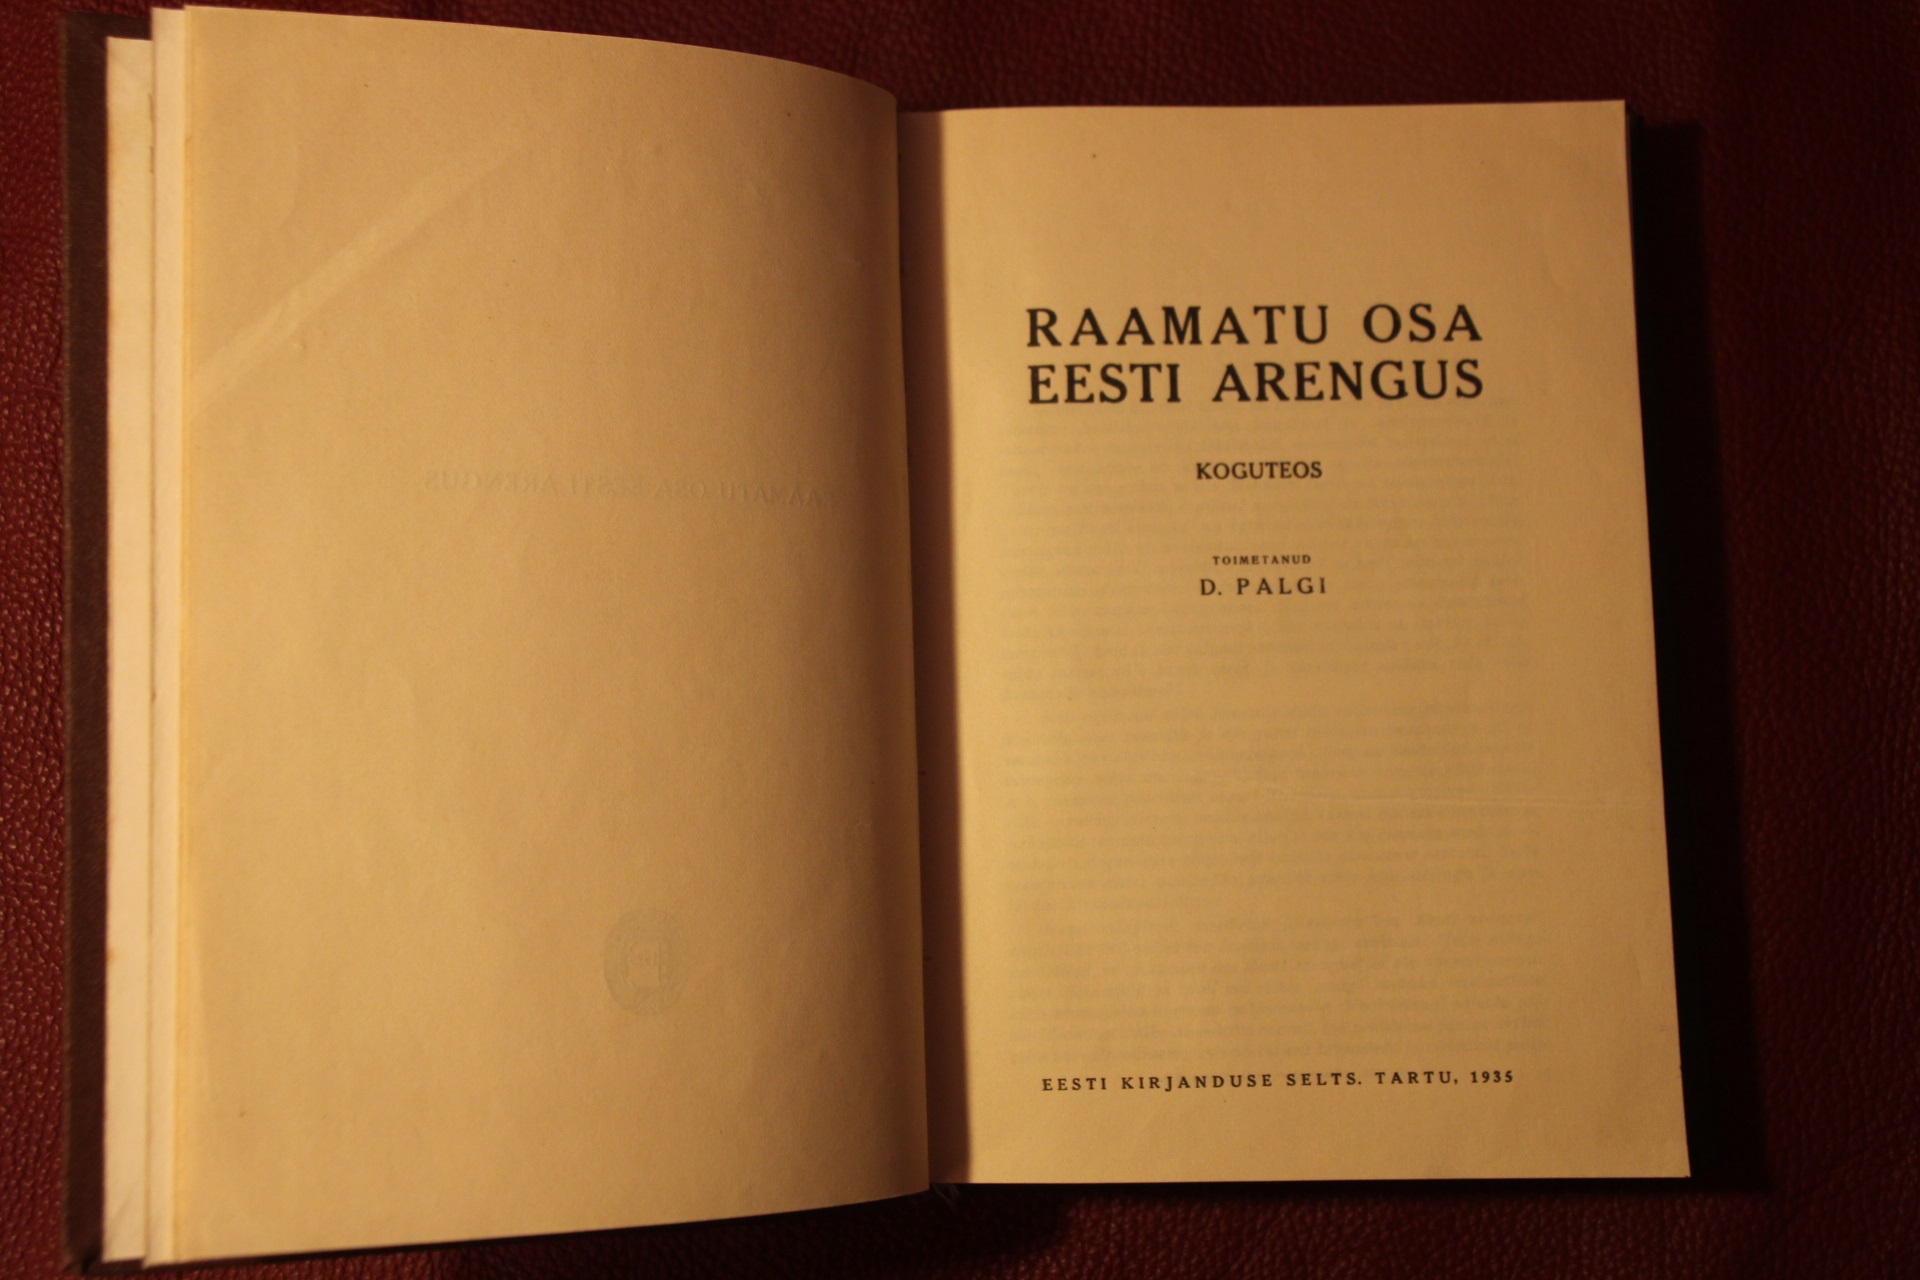 RAAMATU OSA
EESTI ARENGUS
KOGUTEOS
TOIMETANUD
D. PALGI
EESTI KIRJANDUSE SELTS. TARTU, 1935